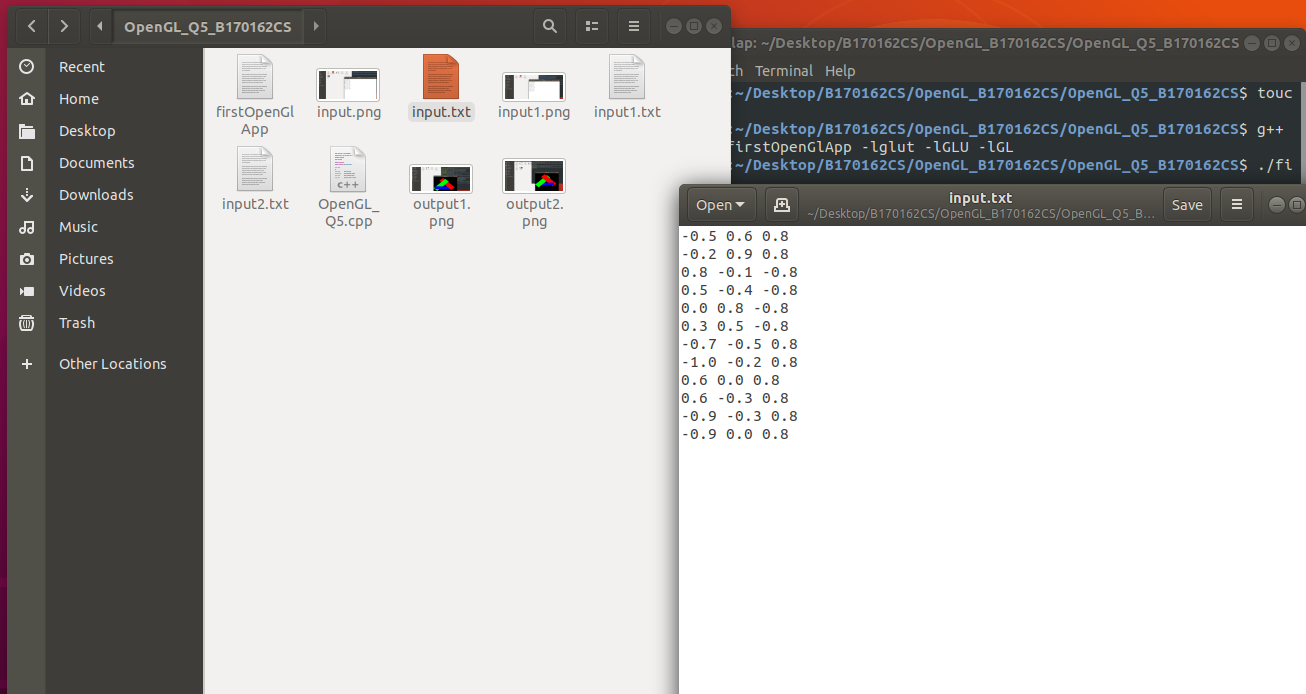 OpenGL_Q5_B170162CS
Recent
Home
Desktop
Documents
Downloads
Music
Pictures
Videos
Trash
Other Locations
firstOpenGl
App
input.png
input.txt
input1.png
input1.txt
input2.txt
c++
OpenGL_
Q5.cpp
output1.
png
output2.
png
lap: ~/Desktop/B170162CS/OpenGL_B170162CS/OpenGL_Q5_B170162CS
ch Terminal Help
:~/Desktop/B170162CS/OpenGL_B170162CS/OpenGL_Q5_B170162CS$ touc
:~/Desktop/B170162CS/OpenGL_B170162CS/OpenGL_Q5_B170162CS$ g++
firstOpenGlApp -lglut -lGLU -lGL
:~/Desktop/B170162CS/OpenGL_B170162CS/OpenGL_Q5_B170162CS$ ./fi
Open
input.txt
~/Desktop/B170162CS/OpenGL_B170162CS/OpenGL_Q5_B...
Save
-0.5 0.6 0.8
-0.2 0.9 0.8
0.8 -0.1 -0.8
0.5 -0.4 -0.8
0.0 0.8 -0.8
0.3 0.5 -0.8
-0.7 -0.5 0.8
-1.0 -0.2 0.8
0.6 0.0 0.8
0.6 -0.3 0.8
-0.9 -0.3 0.8
-0.9 0.0 0.8